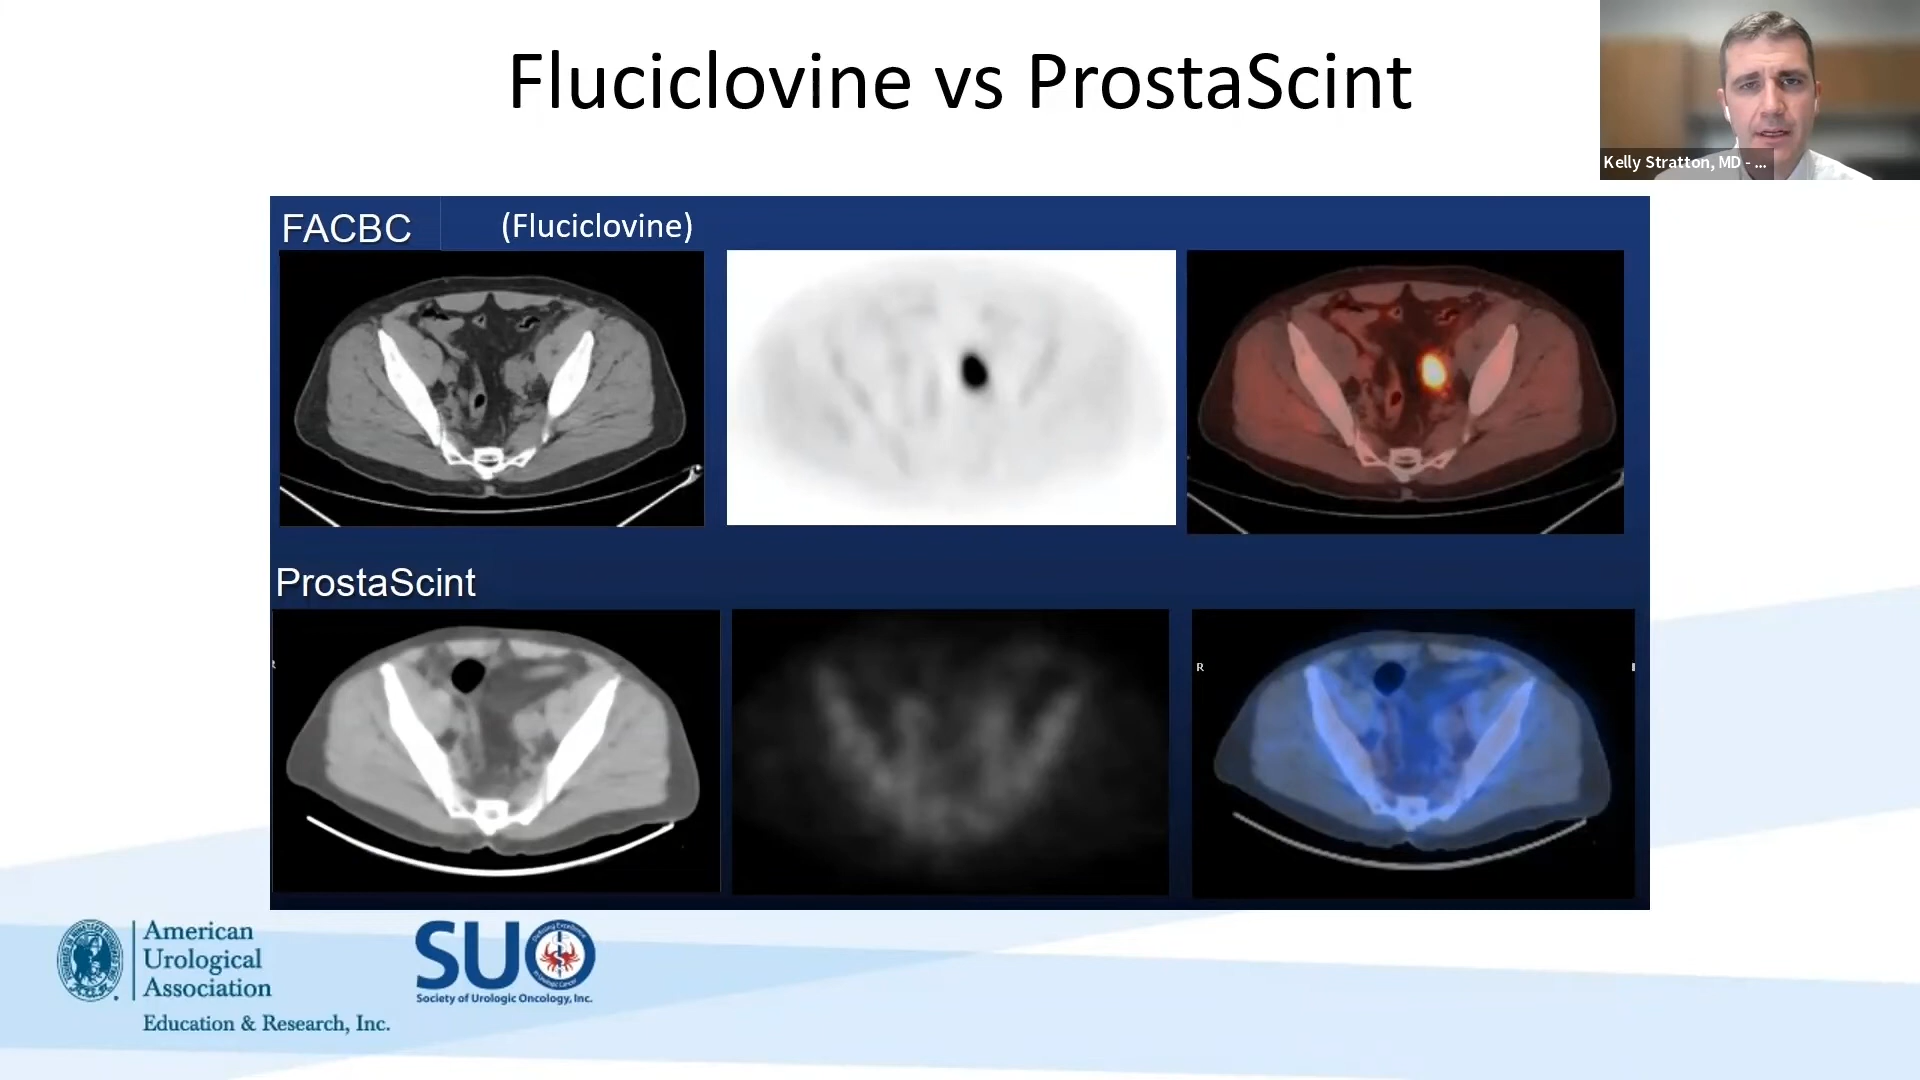 Fluciclovine vs ProstaScint
Kelly Stratton, MD - ...
FACBC (Fluciclovine)
ProstaScint
R
R
American
Urological
Association
Education & Research, Inc.
SUO
Society of Urologic Oncology, Inc.